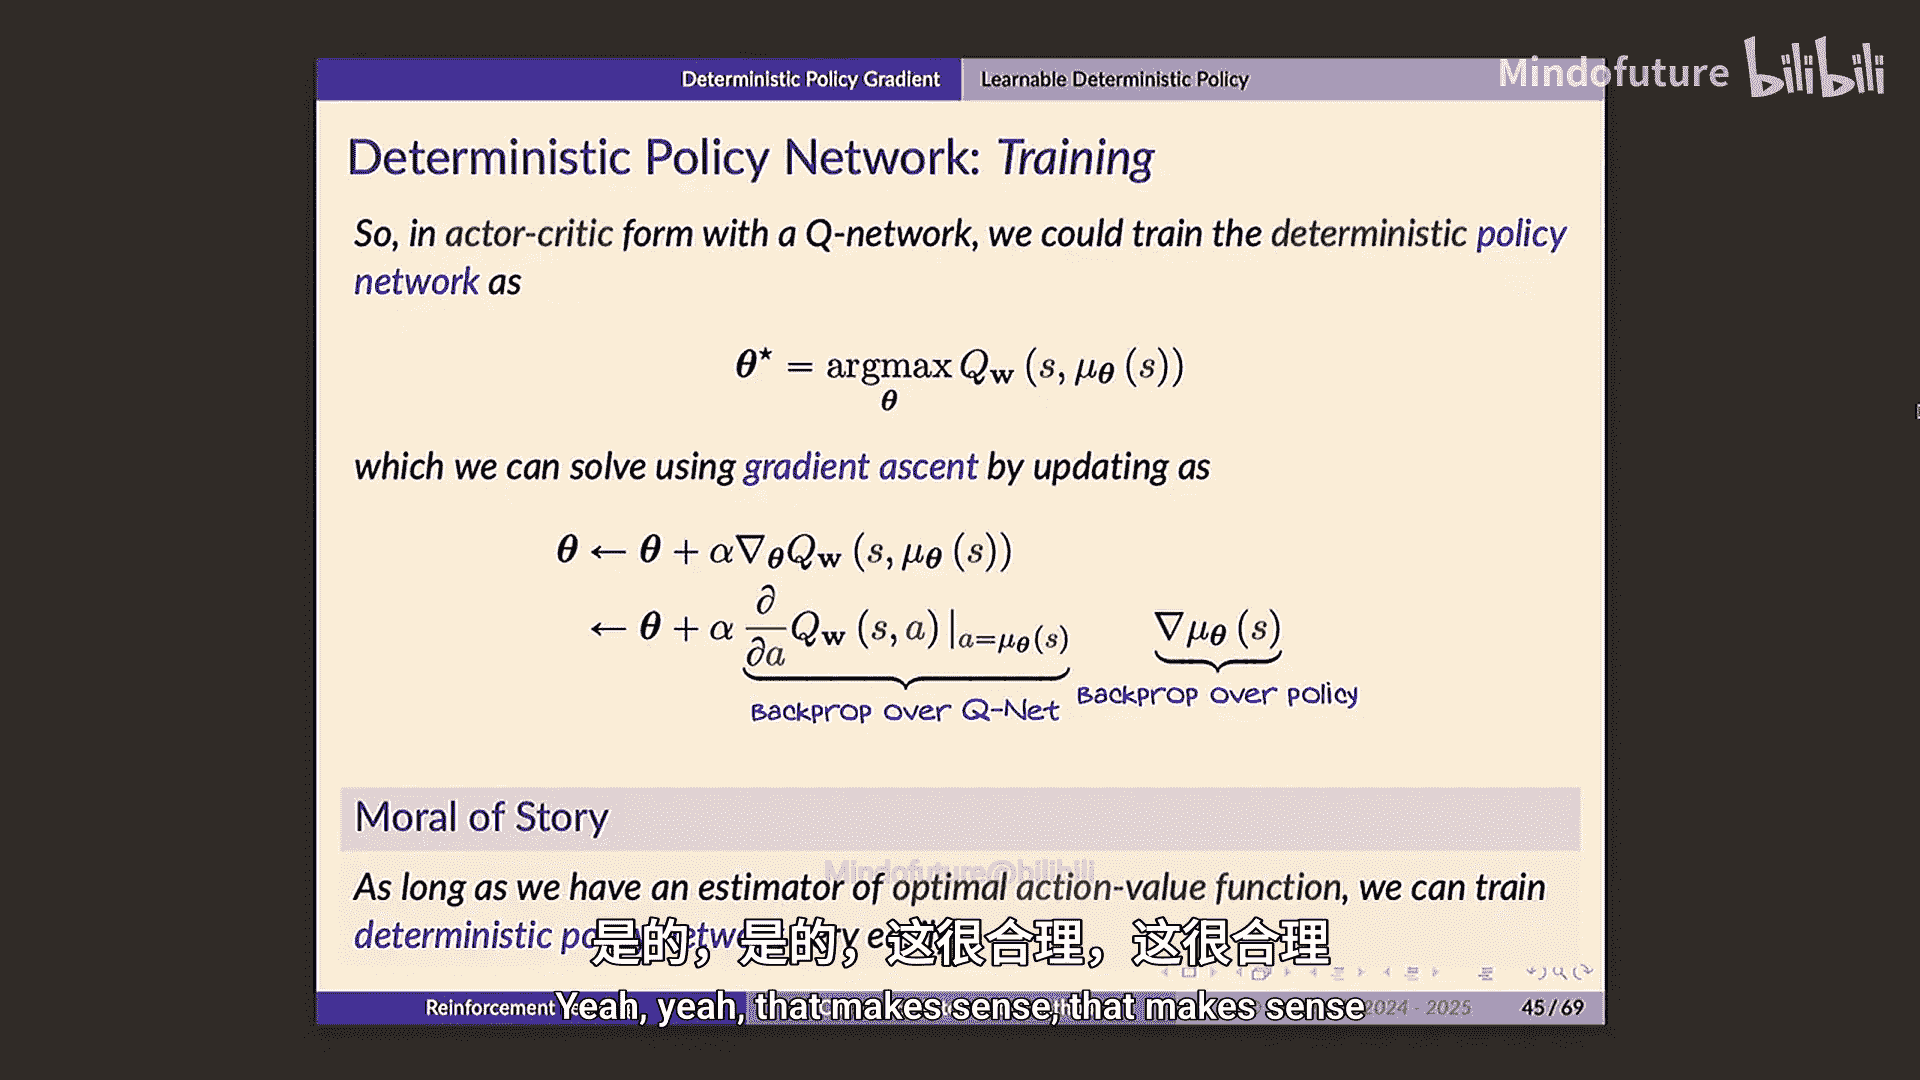 Mindofuture bilibili
Deterministic Policy Gradient
Learnable Deterministic Policy
Deterministic Policy Network: Training
So, in actor-critic form with a Q-network, we could train the deterministic policy
network as
θ* = argmax Q_w (s, μ_θ (s))
θ
which we can solve using gradient ascent by updating as
θ ← θ + α∇_θ Q_w (s, μ_θ (s))
← θ + α ∂/∂a Q_w (s, a) |_{a=μ_θ(s)} ∇μ_θ (s)
Backprop over Q-Net
Backprop over policy
Moral of Story
Mindofuture@bilibili
As long as we have an estimator of optimal action-value function, we can train
deterministic
是的，是的，这很合理，这很合理
Reinforcement
2024 - 2025
45/69
Yeah, yeah, that makes sense, that makes sense